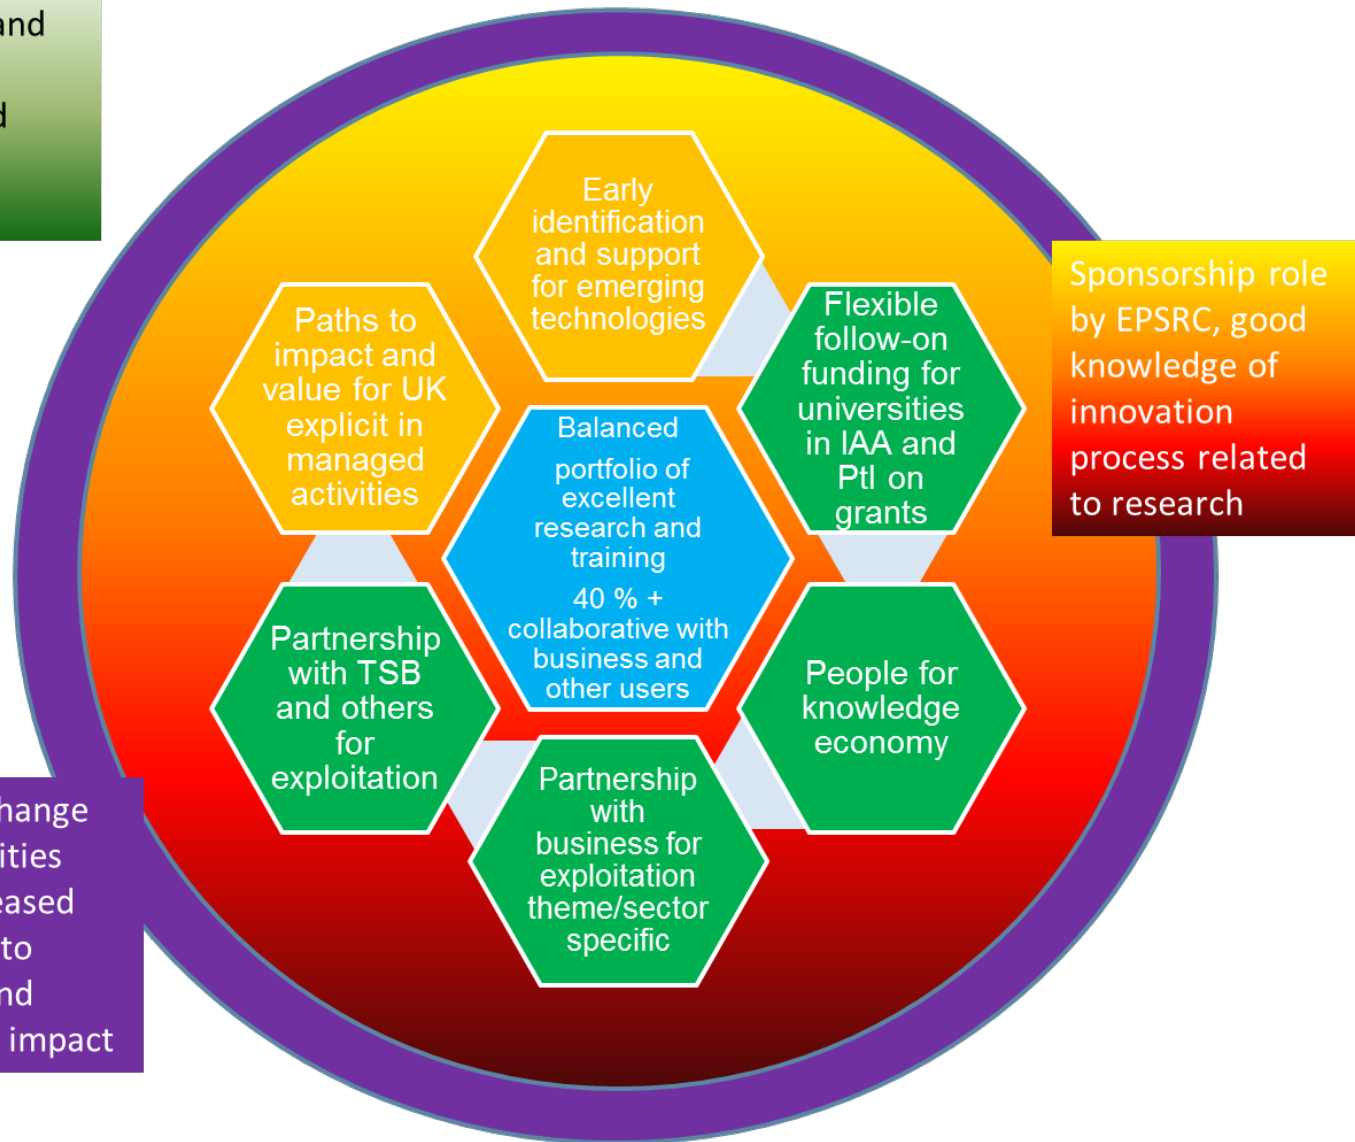 and
Early
identification
and support
for emerging
technologies
Paths to
impact and
value for UK
explicit in
managed
activities
Flexible
follow-on
funding for
universities
in IAA and
PtI on
grants
Sponsorship role
by EPSRC, good
knowledge of
innovation
process related
to research
Balanced
portfolio of
excellent
research and
training
40 % +
collaborative with
business and
other users
Partnership
with TSB
and others
for
exploitation
People for
knowledge
economy
Partnership
with
business for
exploitation
theme/sector
specific
to
impact